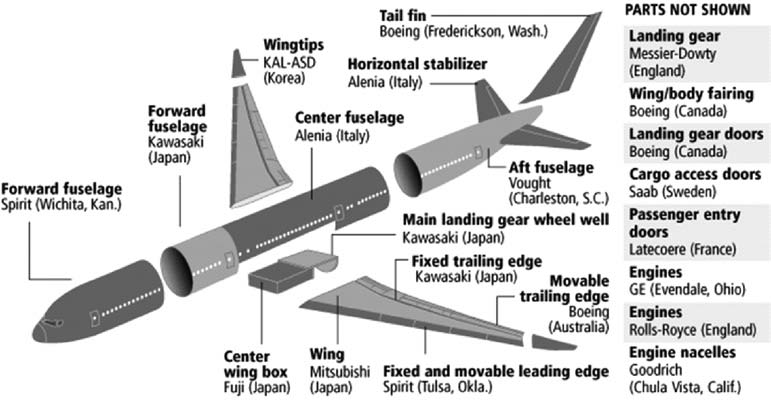 Tail fin
Boeing (Frederickson, Wash.)
Wingtips
KAL-ASD
(Korea)
Horizontal stabilizer
Alenia (Italy)
Forward
fuselage
Kawasaki
(Japan)
Center fuselage
Alenia (Italy)
Aft fuselage
Vought
(Charleston, S.C.)
Forward fuselage
Spirit (Wichita, Kan.)
Main landing gear wheel well
Kawasaki (Japan)
Fixed trailing edge
Kawasaki (Japan)
Movable
trailing edge
Boeing
(Australia)
Center
wing box
Fuji (Japan)
Wing
Mitsubishi
(Japan)
Fixed and movable leading edge
Spirit (Tulsa, Okla.)
PARTS NOT SHOWN
Landing gear
Messier-Dowty
(England)
Wing/body fairing
Boeing (Canada)
Landing gear doors
Boeing (Canada)
Cargo access doors
Saab (Sweden)
Passenger entry
doors
Latecoere (France)
Engines
GE (Evendale, Ohio)
Engines
Rolls-Royce (England)
Engine nacelles
Goodrich
(Chula Vista, Calif.)